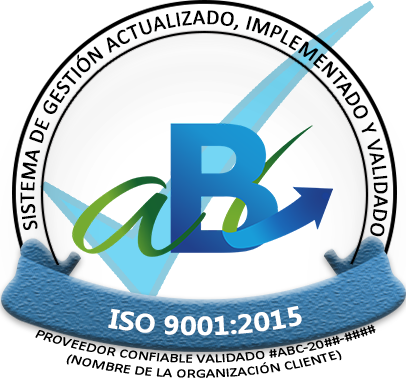 SISTEMA DE GESTIÓN ACTUALIZADO, IMPLEMENTADO Y VALIDADO
aBC
ISO 9001:2015
PROVEEDOR CONFIABLE VALIDADO #ABC-20##-####
(NOMBRE DE LA ORGANIZACIÓN CLIENTE)